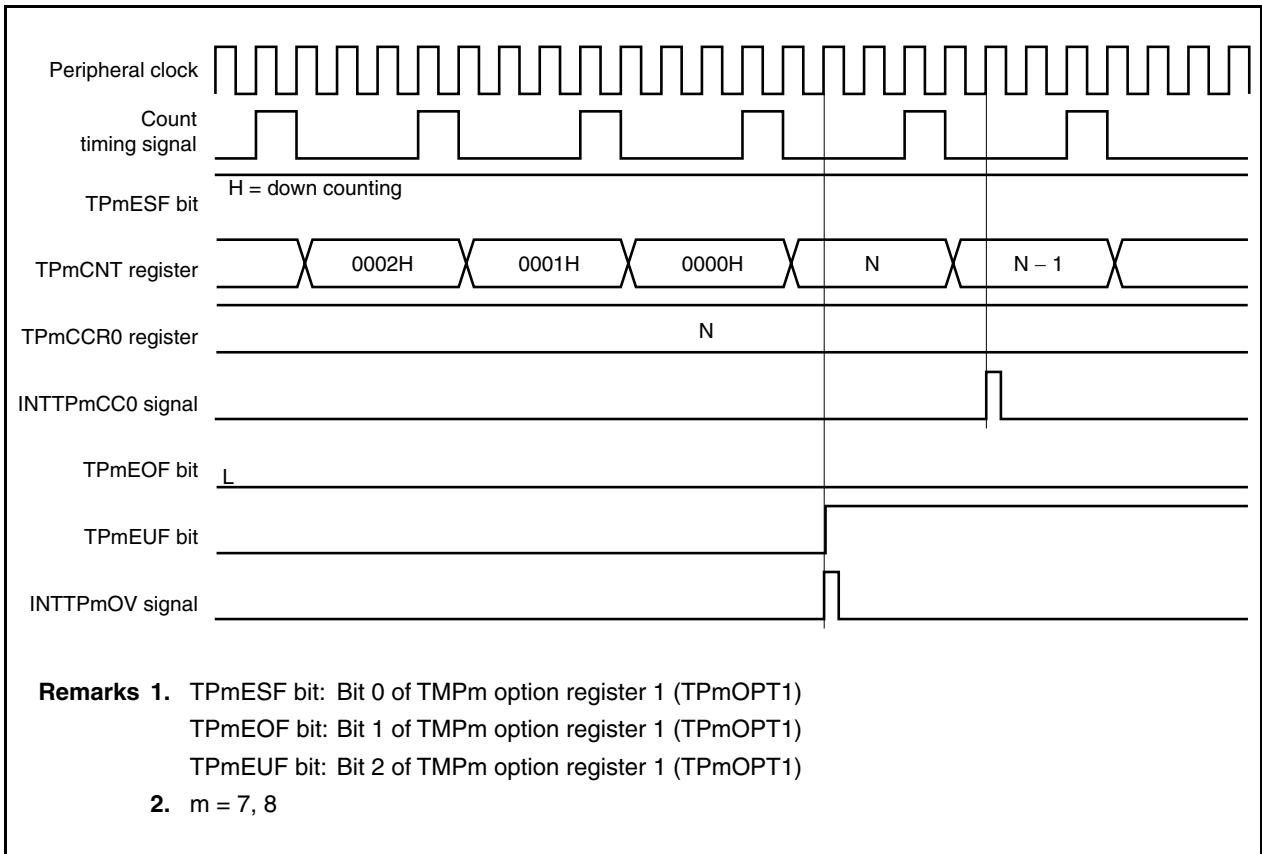 Peripheral clock
Count
timing signal
H = down counting
TPmESF bit
TPmCNT register 0002H 0001H 0000H N N – 1
TPmCCR0 register N
INTTPmCC0 signal
TPmEOF bit L
TPmEUF bit
INTTPmOV signal
Remarks 1. TPmESF bit: Bit 0 of TMPm option register 1 (TPmOPT1)
TPmEOF bit: Bit 1 of TMPm option register 1 (TPmOPT1)
TPmEUF bit: Bit 2 of TMPm option register 1 (TPmOPT1)
2. m = 7, 8